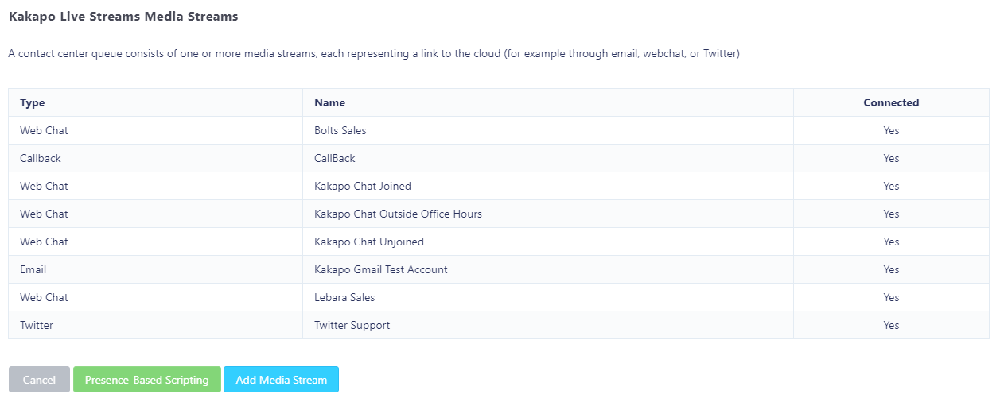 Kakapo Live Streams Media Streams
A contact center queue consists of one or more media streams, each representing a link to the cloud (for example through email, webchat, or Twitter)
Type Name Connected
Web Chat Bolts Sales Yes
Callback CallBack Yes
Web Chat Kakapo Chat Joined Yes
Web Chat Kakapo Chat Outside Office Hours Yes
Web Chat Kakapo Chat Unjoined Yes
Email Kakapo Gmail Test Account Yes
Web Chat Lebara Sales Yes
Twitter Twitter Support Yes
Cancel Presence-Based Scripting Add Media Stream